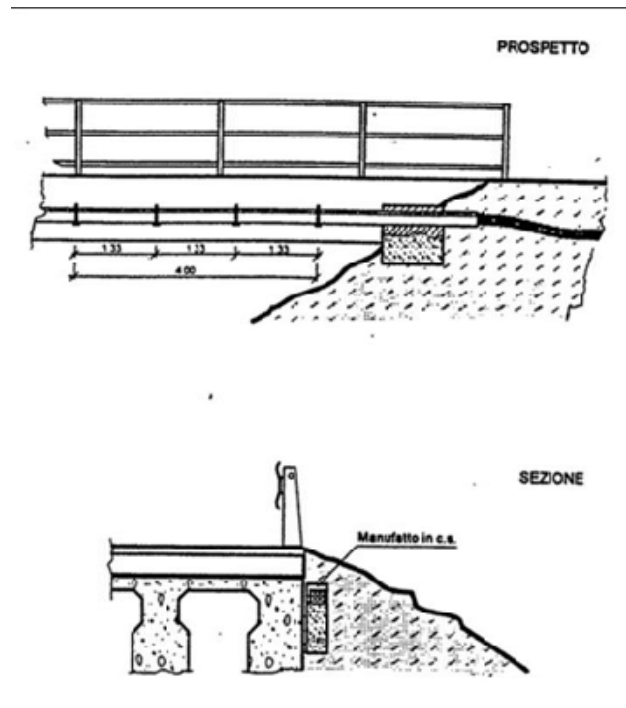 PROSPETTO
1.33 1.33 1.33
4.00
SEZIONE
Manufatto in c.s.